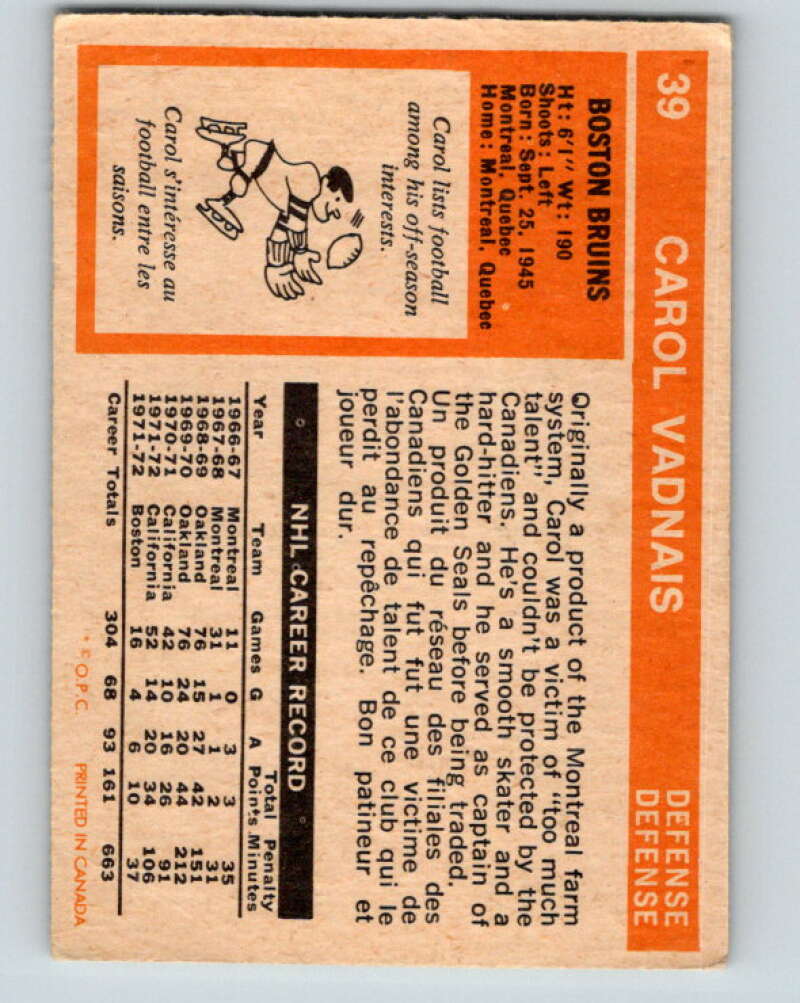 39 CAROL VADNAIS DEFENSE
DEFENSE
BOSTON BRUINS
Ht: 6'1" Wt: 190
Shoots: Left
Born: Sept. 25, 1945
Montreal, Quebec
Home: Montreal, Quebec
Carol lists football
among his off-season
interests.
Carol s'intéresse au
football entre les
saisons.
Originally a product of the Montreal farm
system, Carol was a victim of "too much
talent" and couldn't be protected by the
Canadiens. He's a smooth skater and a
hard-hitter and he served as captain of
the Golden Seals before being traded.
Un produit du réseau des filiales des
Canadiens qui fut fut une victime de
l'abondance de talent de ce club qui le
perdit au repêchage. Bon patineur et
joueur dur.
NHL CAREER RECORD
Total Penalty
Year Team Games G A Points Minutes
1966-67 Montreal 11 0 3 3 35
1967-68 Montreal 31 1 1 2 31
1968-69 Oakland 76 15 27 42 151
1969-70 Oakland 76 24 20 44 212
1970-71 California 42 10 16 26 91
1971-72 California 52 14 20 34 106
1971-72 Boston 16 4 6 10 37
Career Totals 304 68 93 161 663
* © O.P.C. PRINTED IN CANADA